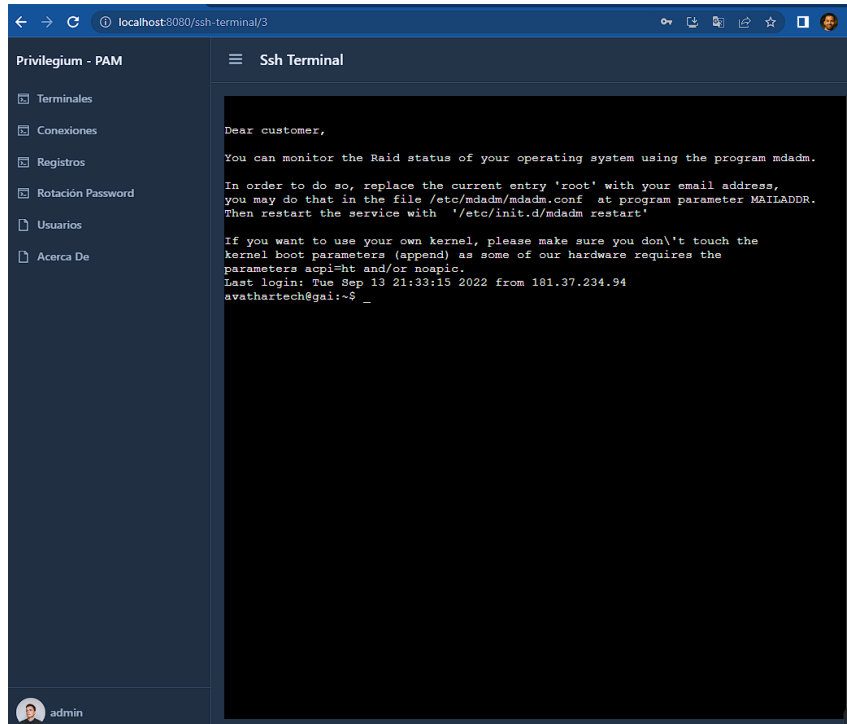 localhost:8080/ssh-terminal/3
Privilegium - PAM
Ssh Terminal
Terminales
Conexiones
Registros
Rotación Password
Usuarios
Acerca De
Dear customer,
You can monitor the Raid status of your operating system using the program mdadm.
In order to do so, replace the current entry 'root' with your email address,
you may do that in the file /etc/mdadm/mdadm.conf  at program parameter MAILADDR.
Then restart the service with  '/etc/init.d/mdadm restart'
If you want to use your own kernel, please make sure you don\'t touch the
kernel boot parameters (append) as some of our hardware requires the
parameters acpi=ht and/or noapic.
Last login: Tue Sep 13 21:33:15 2022 from 181.37.234.94
avathartech@gai:~$ _
admin